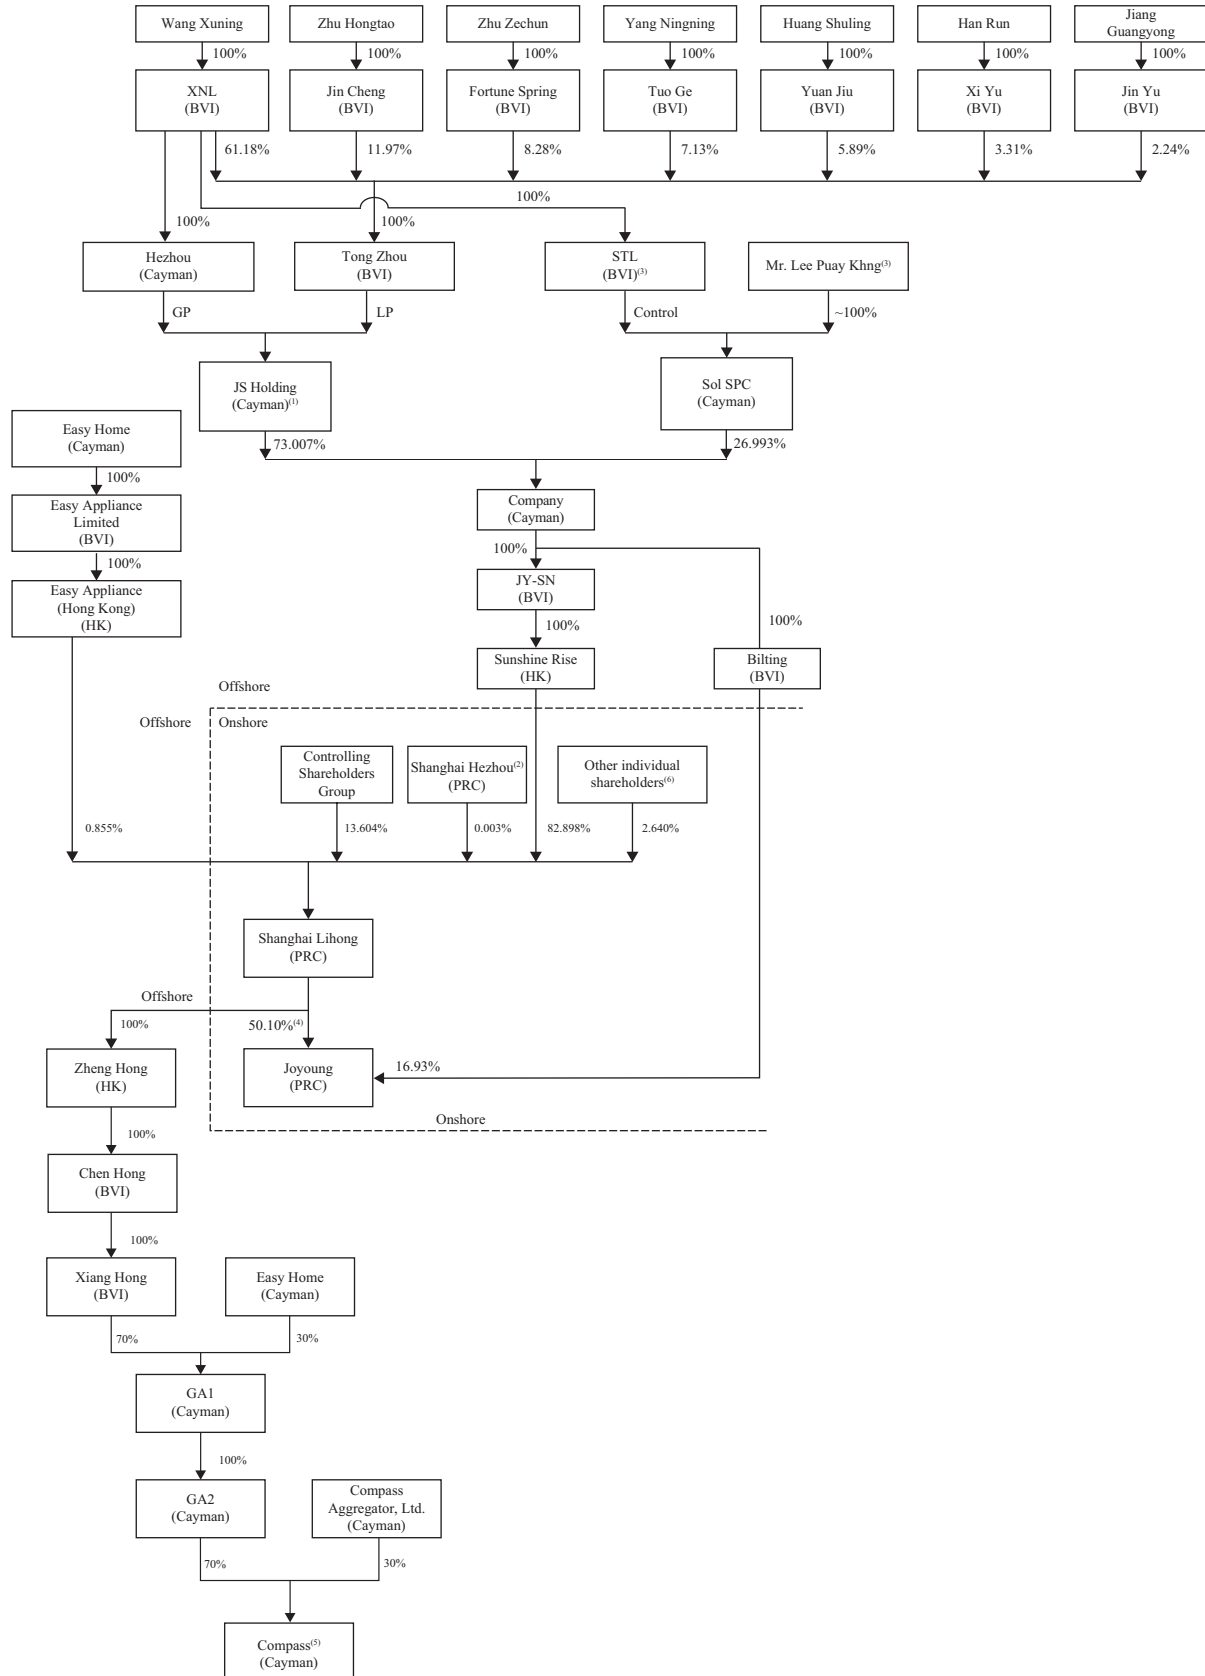 Wang Xuning
Zhu Hongtao
Zhu Zechun
Yang Ningning
Huang Shuling
Han Run
Jiang
Guangyong
100%
100%
100%
100%
100%
100%
100%
XNL
(BVI)
Jin Cheng
(BVI)
Fortune Spring
(BVI)
Tuo Ge
(BVI)
Yuan Jiu
(BVI)
Xi Yu
(BVI)
Jin Yu
(BVI)
61.18%
11.97%
8.28%
7.13%
5.89%
3.31%
2.24%
100%
100%
100%
Hezhou
(Cayman)
Tong Zhou
(BVI)
STL
(BVI)(3)
Mr. Lee Puay Khng(3)
GP
LP
Control
~100%
JS Holding
(Cayman)(1)
Sol SPC
(Cayman)
Easy Home
(Cayman)
73.007%
26.993%
100%
Easy Appliance
Limited
(BVI)
Company
(Cayman)
100%
100%
Easy Appliance
(Hong Kong)
(HK)
JY-SN
(BVI)
100%
100%
Sunshine Rise
(HK)
Bilting
(BVI)
Offshore
Offshore
Onshore
Controlling
Shareholders
Group
Shanghai Hezhou(2)
(PRC)
Other individual
shareholders(6)
0.855%
13.604%
0.003%
82.898%
2.640%
Shanghai Lihong
(PRC)
Offshore
100%
50.10%(4)
Zheng Hong
(HK)
Joyoung
(PRC)
16.93%
Onshore
100%
Chen Hong
(BVI)
100%
Xiang Hong
(BVI)
Easy Home
(Cayman)
70%
30%
GA1
(Cayman)
100%
GA2
(Cayman)
Compass
Aggregator, Ltd.
(Cayman)
70%
30%
Compass(5)
(Cayman)